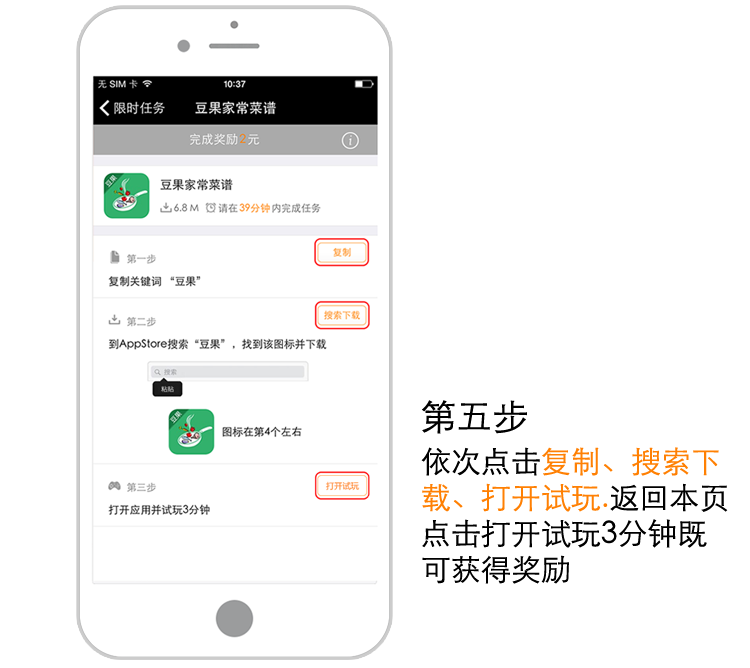 无 SIM 卡
10:37
限时任务
豆果家常菜谱
完成奖励2元
豆果
豆果家常菜谱
6.8 M 请在39分钟内完成任务
第一步
复制
复制关键词 “豆果”
第二步
搜索下载
到AppStore搜索“豆果”，找到该图标并下载
搜索
粘贴
豆果
图标在第4个左右
第三步
打开试玩
打开应用并试玩3分钟
第五步
依次点击复制、搜索下
载、打开试玩.返回本页
点击打开试玩3分钟既
可获得奖励